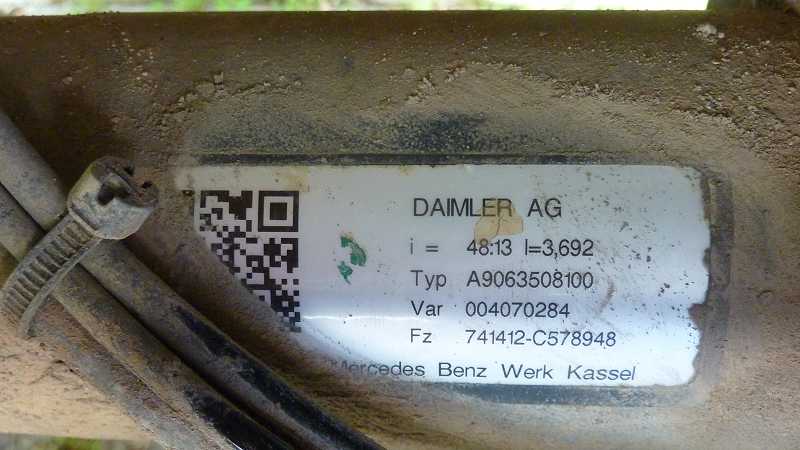 DAIMLER AG
i = 48:13 I=3,692
Typ A9063508100
Var 004070284
Fz 741412-C578948
Mercedes Benz Werk Kassel